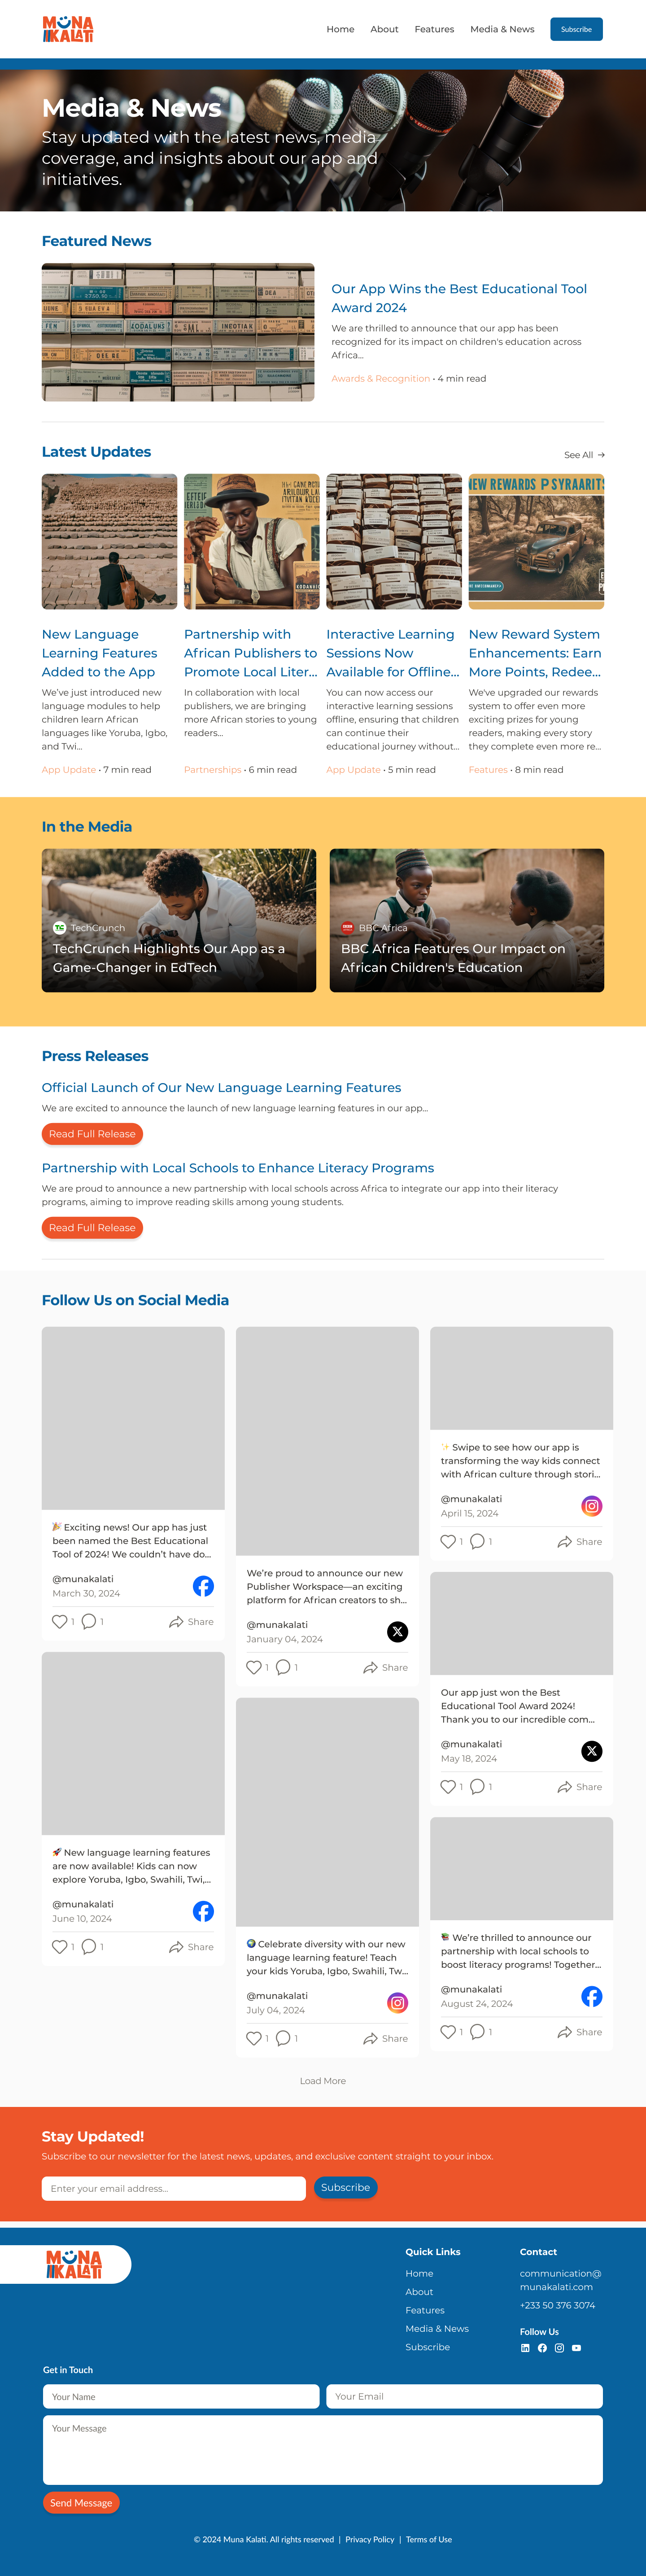 MUNA
KALATI
Home
About
Features
Media & News
Subscribe
Media & News
Stay updated with the latest news, media
coverage, and insights about our app and
initiatives.
Featured News
Our App Wins the Best Educational Tool
Award 2024
We are thrilled to announce that our app has been
recognized for its impact on children's education across
Africa...
Awards & Recognition • 4 min read
Latest Updates
See All →
New Language
Learning Features
Added to the App
We've just introduced new
language modules to help
children learn African
languages like Yoruba, Igbo,
and Twi...
App Update • 7 min read
Partnership with
African Publishers to
Promote Local Liter...
In collaboration with local
publishers, we are bringing
more African stories to young
readers...
Partnerships • 6 min read
Interactive Learning
Sessions Now
Available for Offline...
You can now access our
interactive learning sessions
offline, ensuring that children
can continue their
educational journey without...
App Update • 5 min read
NEW REWARDS P SYRAARITS
New Reward System
Enhancements: Earn
More Points, Redee...
We've upgraded our rewards
system to offer even more
exciting prizes for young
readers, making every story
they complete even more re...
Features • 8 min read
In the Media
TechCrunch
TechCrunch Highlights Our App as a
Game-Changer in EdTech
BBC Africa
BBC Africa Features Our Impact on
African Children's Education
Press Releases
Official Launch of Our New Language Learning Features
We are excited to announce the launch of new language learning features in our app...
Read Full Release
Partnership with Local Schools to Enhance Literacy Programs
We are proud to announce a new partnership with local schools across Africa to integrate our app into their literacy
programs, aiming to improve reading skills among young students.
Read Full Release
Follow Us on Social Media
🎉 Exciting news! Our app has just
been named the Best Educational
Tool of 2024! We couldn't have do...
@munakalati
March 30, 2024
1 1 Share
🚀 New language learning features
are now available! Kids can now
explore Yoruba, Igbo, Swahili, Twi,...
@munakalati
June 10, 2024
1 1 Share
We're proud to announce our new
Publisher Workspace—an exciting
platform for African creators to sh...
@munakalati
January 04, 2024
1 1 Share
🌍 Celebrate diversity with our new
language learning feature! Teach
your kids Yoruba, Igbo, Swahili, Tw...
@munakalati
July 04, 2024
1 1 Share
✨ Swipe to see how our app is
transforming the way kids connect
with African culture through stori...
@munakalati
April 15, 2024
1 1 Share
Our app just won the Best
Educational Tool Award 2024!
Thank you to our incredible com...
@munakalati
May 18, 2024
1 1 Share
📚 We're thrilled to announce our
partnership with local schools to
boost literacy programs! Together...
@munakalati
August 24, 2024
1 1 Share
Load More
Stay Updated!
Subscribe to our newsletter for the latest news, updates, and exclusive content straight to your inbox.
Enter your email address...
Subscribe
MUNA
KALATI
Quick Links
Home
About
Features
Media & News
Subscribe
Contact
communication@
munakalati.com
+233 50 376 3074
Follow Us
Get in Touch
Your Name
Your Email
Your Message
Send Message
© 2024 Muna Kalati. All rights reserved | Privacy Policy | Terms of Use